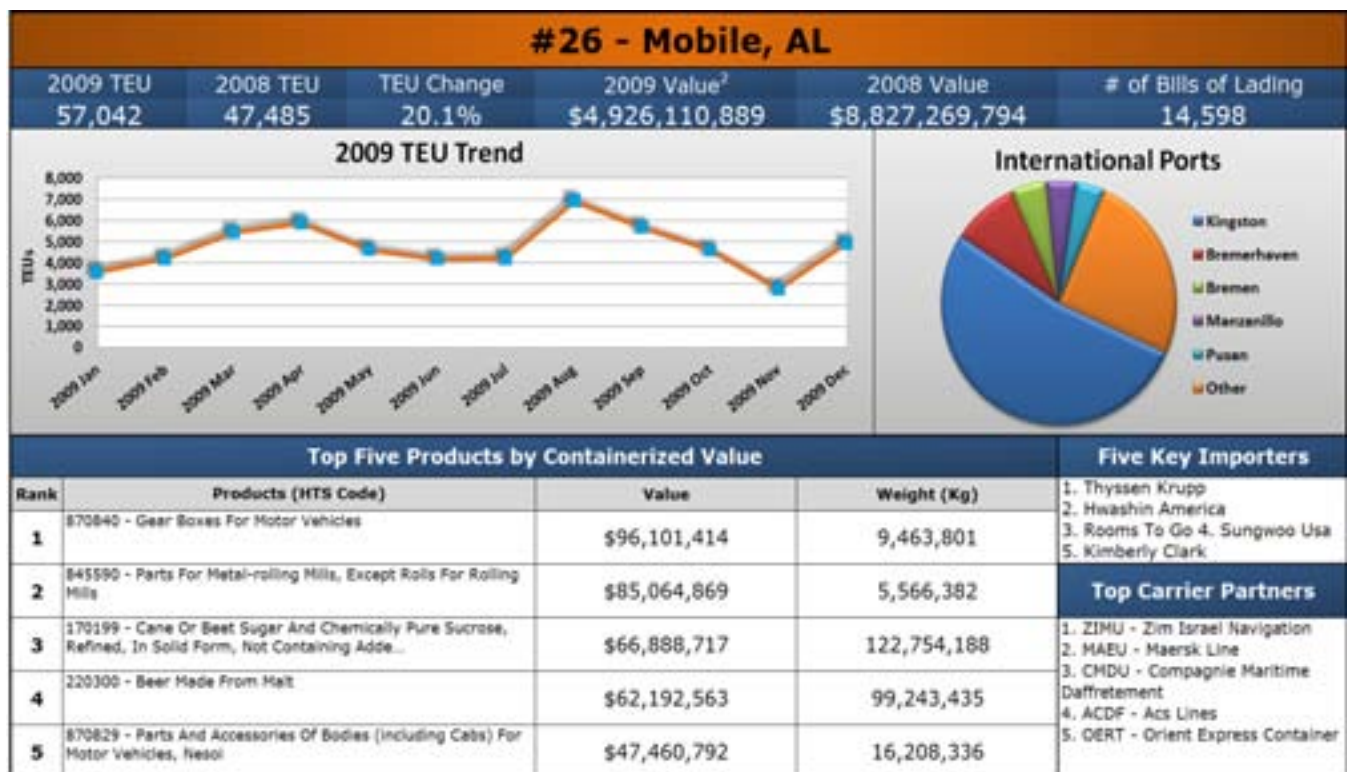 #26 - Mobile, AL
2009 TEU 2008 TEU TEU Change 2009 Value² 2008 Value # of Bills of Lading
57,042 47,485 20.1% $4,926,110,889 $8,827,269,794 14,598
2009 TEU Trend
8,000
7,000
6,000
5,000
4,000
3,000
2,000
1,000
0
TEUs
2009 Jan 2009 Feb 2009 Mar 2009 Apr 2009 May 2009 Jun 2009 Jul 2009 Aug 2009 Sep 2009 Oct 2009 Nov 2009 Dec
International Ports
Kingston
Bremerhaven
Bremen
Manzanillo
Pusan
Other
Top Five Products by Containerized Value
Rank Products (HTS Code) Value Weight (Kg)
1 870840 - Gear Boxes For Motor Vehicles $96,101,414 9,463,801
2 845590 - Parts For Metal-rolling Mills, Except Rolls For Rolling
Mills $85,064,869 5,566,382
3 170199 - Cane Or Beet Sugar And Chemically Pure Sucrose,
Refined, In Solid Form, Not Containing Adde... $66,888,717 122,754,188
4 220300 - Beer Made From Malt $62,192,563 99,243,435
5 870829 - Parts And Accessories Of Bodies (including Cabs) For
Motor Vehicles, Nesoi $47,460,792 16,208,336
Five Key Importers
1. Thyssen Krupp
2. Hwashin America
3. Rooms To Go 4. Sungwoo Usa
5. Kimberly Clark
Top Carrier Partners
1. ZIMU - Zim Israel Navigation
2. MAEU - Maersk Line
3. CMDU - Compagnie Maritime
Daffretement
4. ACDF - Acs Lines
5. OERT - Orient Express Container